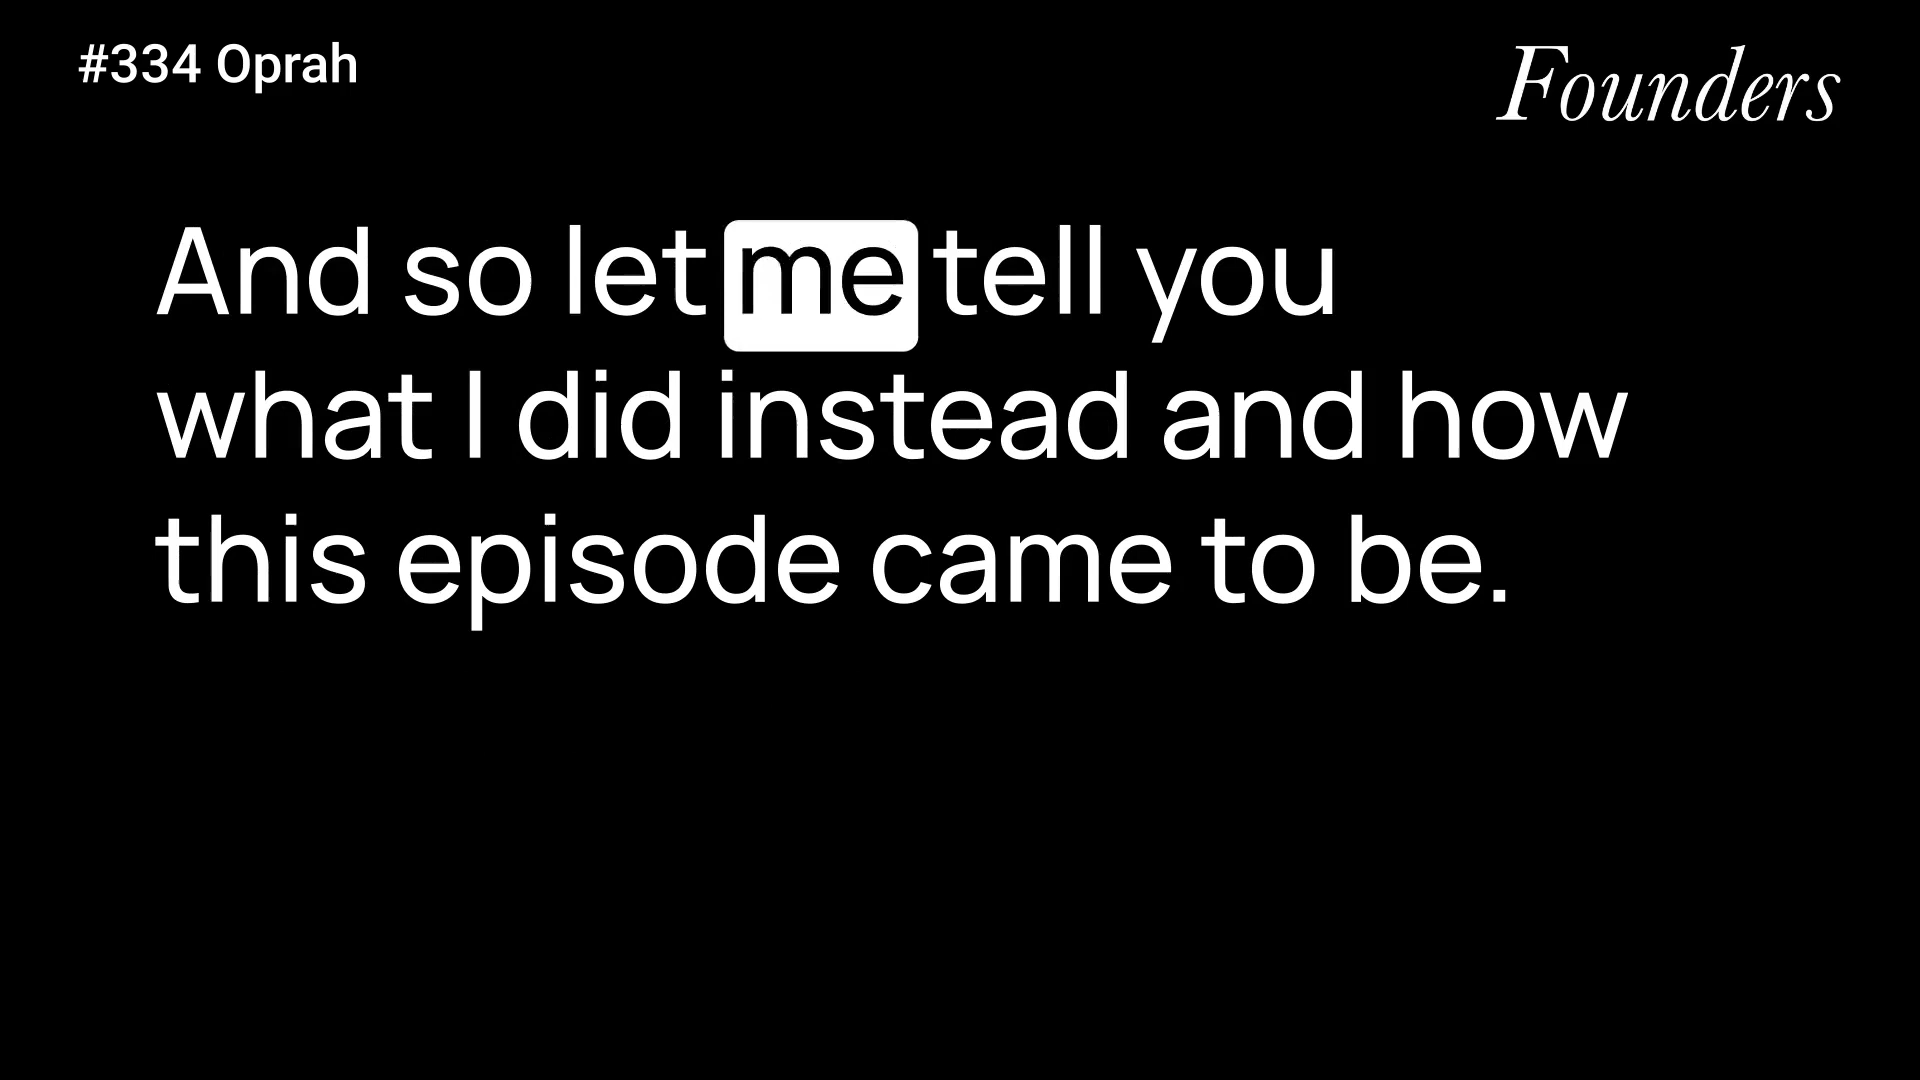 #334 Oprah
Founders
And so let me tell you
what I did instead and how
this episode came to be.